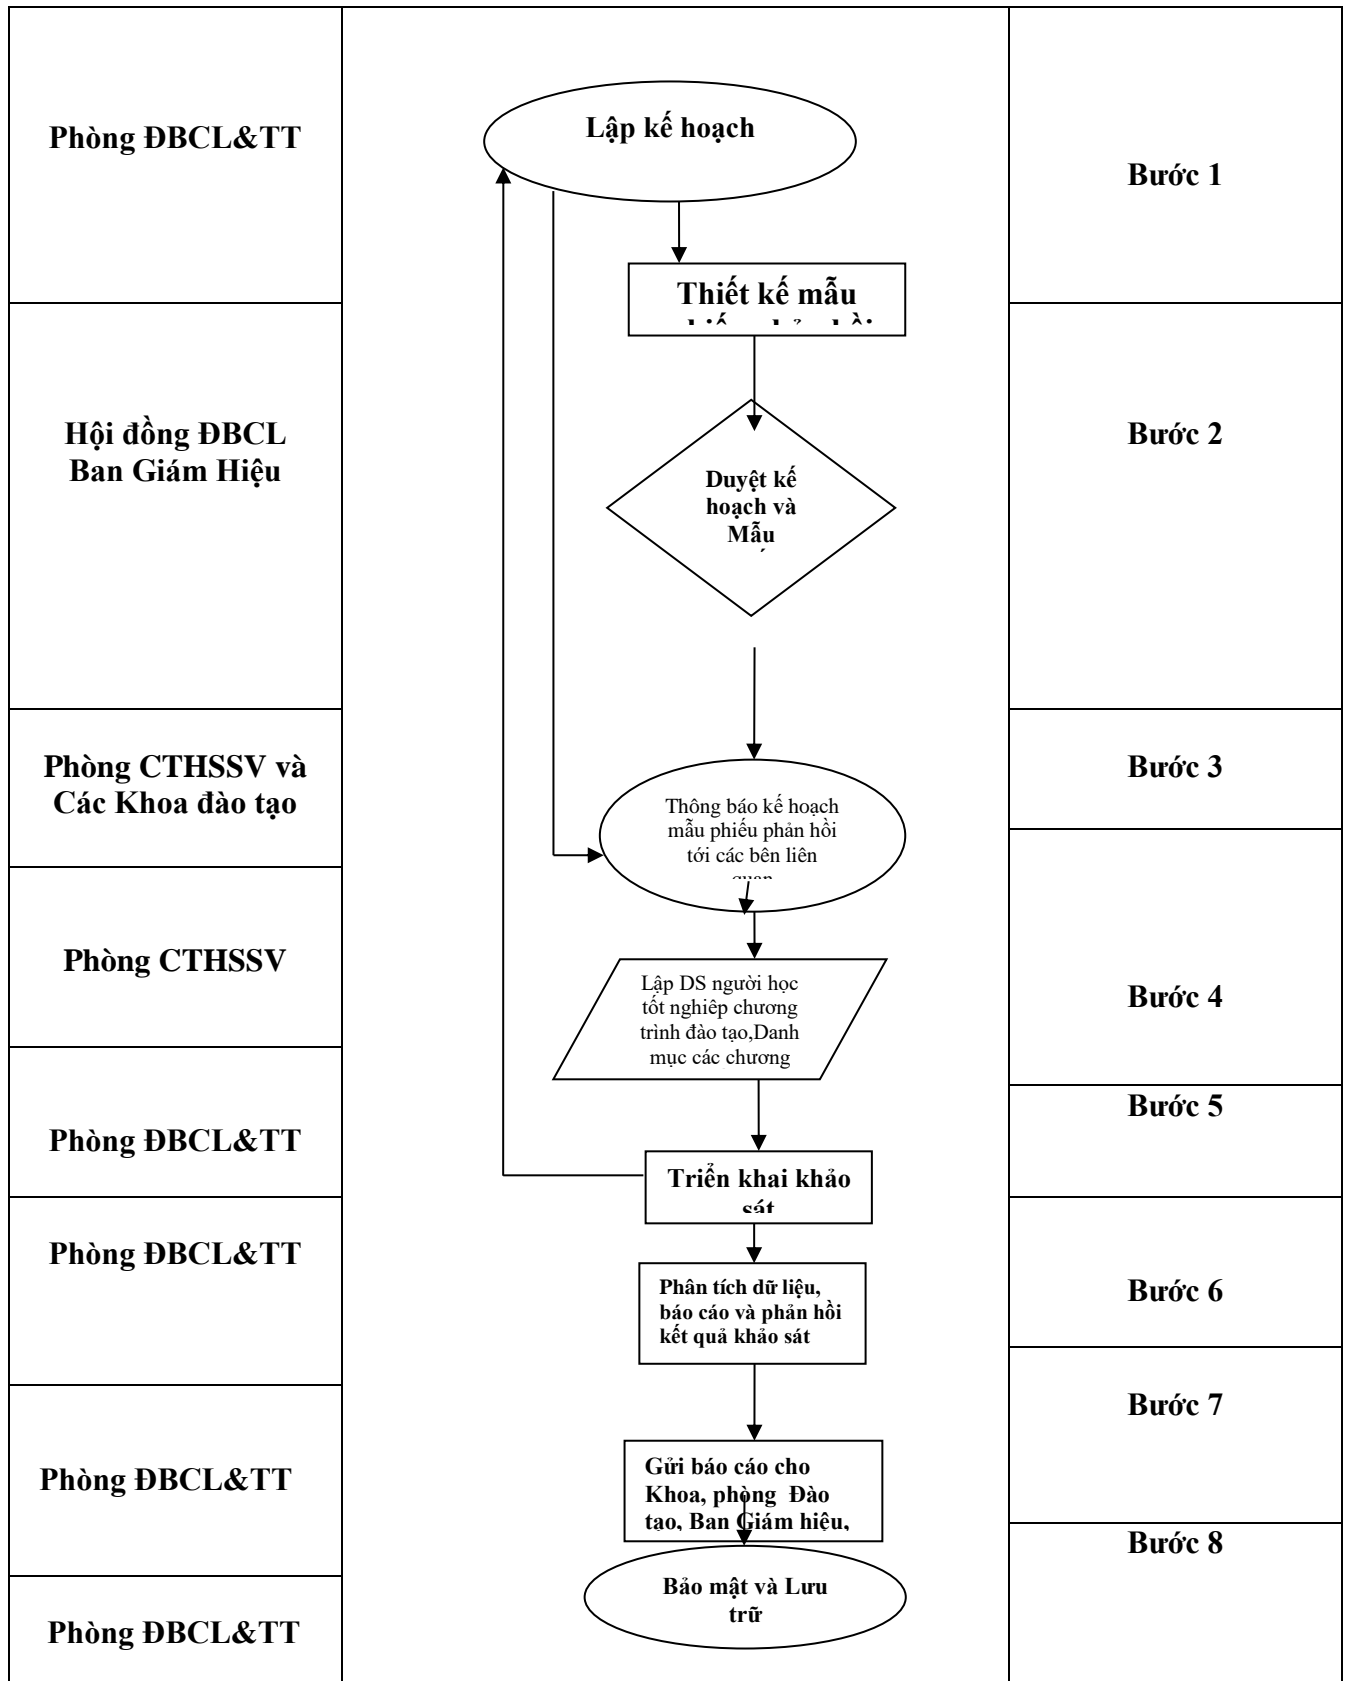 Phòng ĐBCL&TT
Lập kế hoạch
Bước 1
Thiết kế mẫu
Hội đồng ĐBCL
Ban Giám Hiệu
Duyệt kế
hoạch và
Mẫu
Bước 2
Phòng CTHSSV và
Các Khoa đào tạo
Thông báo kế hoạch
mẫu phiếu phản hồi
tới các bên liên
quan
Bước 3
Phòng CTHSSV
Lập DS người học
tốt nghiêp chương
trình đào tạo,Danh
mục các chương
Bước 4
Phòng ĐBCL&TT
Triển khai khảo
sát
Bước 5
Phòng ĐBCL&TT
Phân tích dữ liệu,
báo cáo và phản hồi
kết quả khảo sát
Bước 6
Phòng ĐBCL&TT
Gửi báo cáo cho
Khoa, phòng Đào
tạo, Ban Giám hiệu,
Bước 7
Phòng ĐBCL&TT
Bảo mật và Lưu
trữ
Bước 8